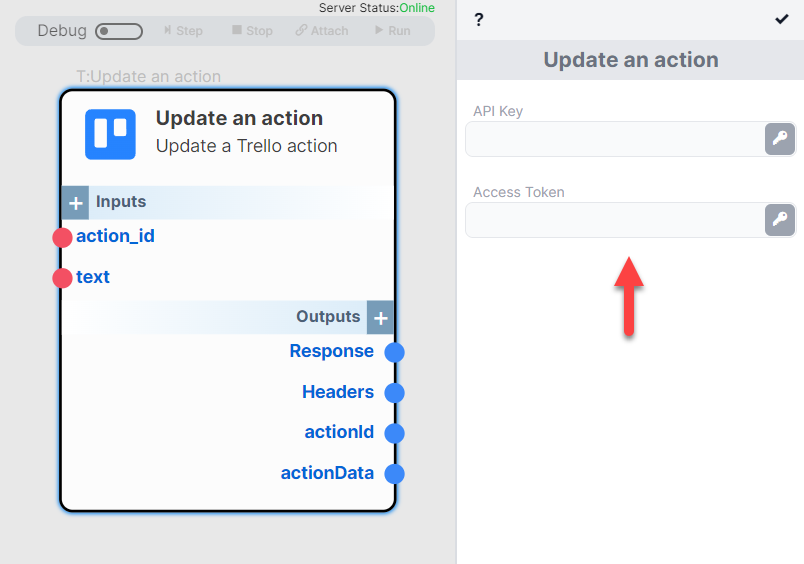 Server Status:Online
Debug Step Stop Attach Run
T:Update an action
Update an action
Update a Trello action
+ Inputs
action_id
text
Outputs +
Response
Headers
actionId
actionData
?
Update an action
API Key
Access Token